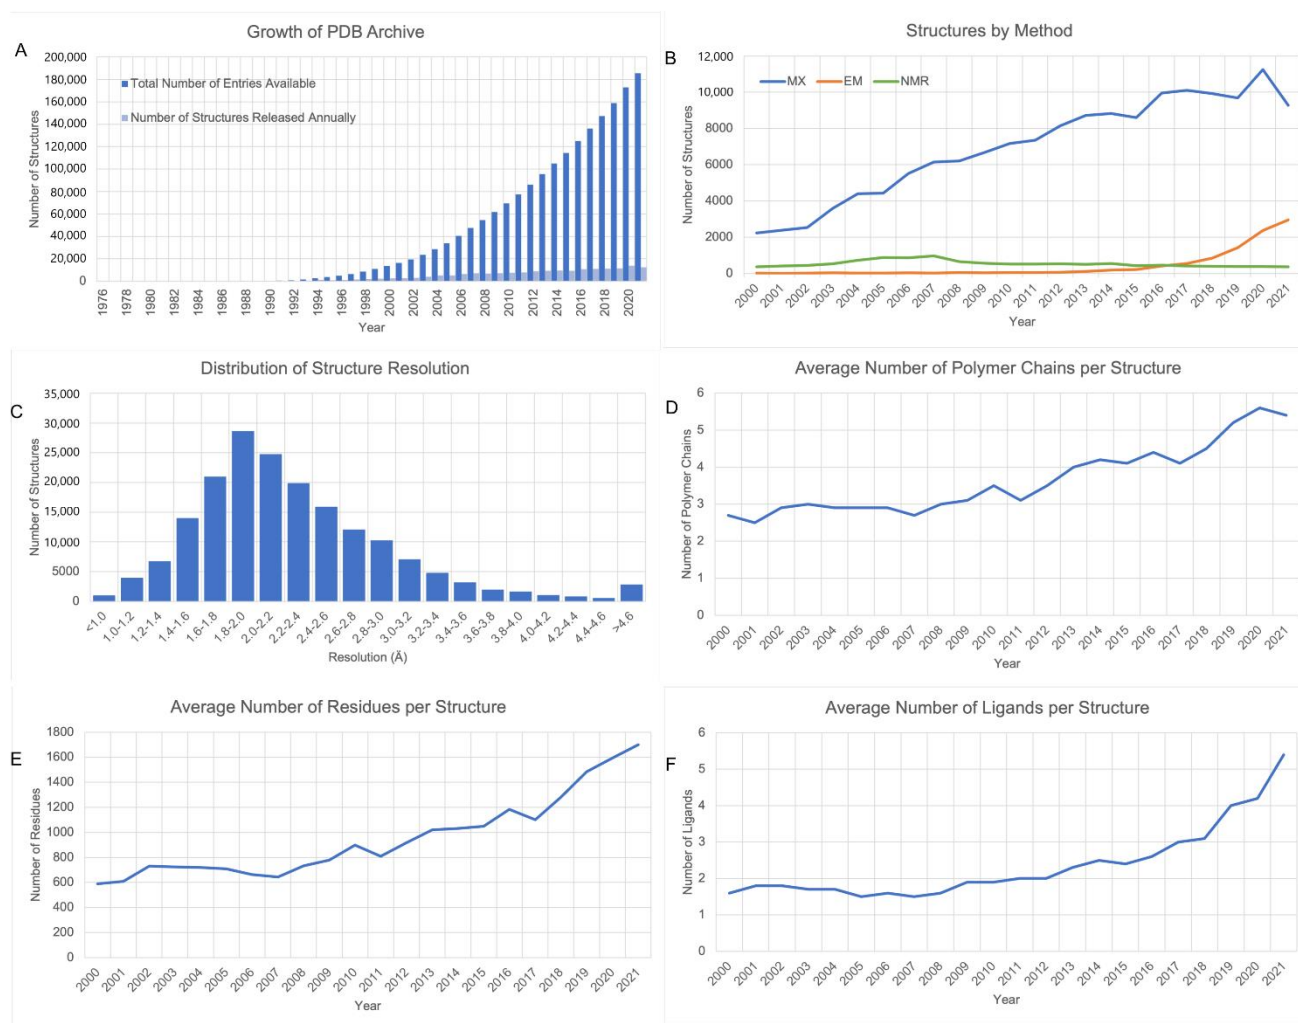 A
Growth of PDB Archive
Number of Structures
200,000
180,000
160,000
140,000
120,000
100,000
80,000
60,000
40,000
20,000
0
Total Number of Entries Available
Number of Structures Released Annually
1976 1978 1980 1982 1984 1986 1988 1990 1992 1994 1996 1998 2000 2002 2004 2006 2008 2010 2012 2014 2016 2018 2020
Year
B
Structures by Method
Number of Structures
12,000
10,000
8000
6000
4000
2000
0
MX EM NMR
2000 2001 2002 2003 2004 2005 2006 2007 2008 2009 2010 2011 2012 2013 2014 2015 2016 2017 2018 2019 2020 2021
Year
C
Distribution of Structure Resolution
Number of Structures
35,000
30,000
25,000
20,000
15,000
10,000
5000
0
<1.0 1.0-1.2 1.2-1.4 1.4-1.6 1.6-1.8 1.8-2.0 2.0-2.2 2.2-2.4 2.4-2.6 2.6-2.8 2.8-3.0 3.0-3.2 3.2-3.4 3.4-3.6 3.6-3.8 3.8-4.0 4.0-4.2 4.2-4.4 4.4-4.6 >4.6
Resolution (Å)
D
Average Number of Polymer Chains per Structure
Number of Polymer Chains
6
5
4
3
2
1
0
2000 2001 2002 2003 2004 2005 2006 2007 2008 2009 2010 2011 2012 2013 2014 2015 2016 2017 2018 2019 2020 2021
Year
E
Average Number of Residues per Structure
Number of Residues
1800
1600
1400
1200
1000
800
600
400
200
0
2000 2001 2002 2003 2004 2005 2006 2007 2008 2009 2010 2011 2012 2013 2014 2015 2016 2017 2018 2019 2020 2021
Year
F
Average Number of Ligands per Structure
Number of Ligands
6
5
4
3
2
1
0
2000 2001 2002 2003 2004 2005 2006 2007 2008 2009 2010 2011 2012 2013 2014 2015 2016 2017 2018 2019 2020 2021
Year